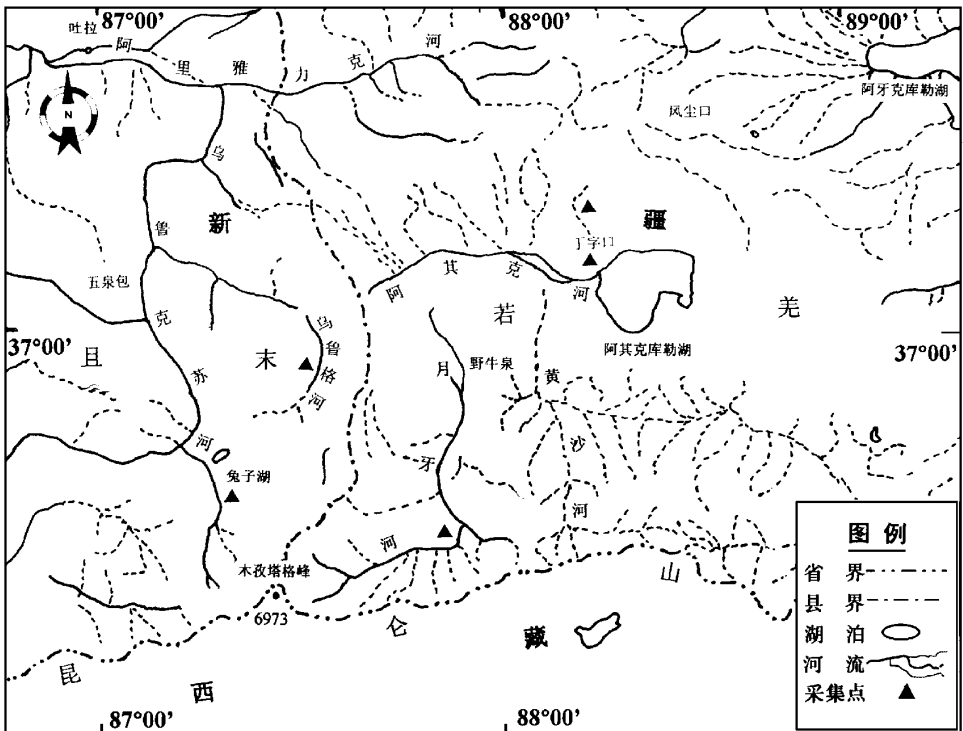 87°00' 88°00' 89°00'
吐拉
阿里雅力克河
阿牙克库勒湖
风尘口
N
乌鲁克苏河
新疆
丁字口
五泉包
阿其克河
若羌
37°00' 37°00'
阿其克库勒湖
且末
乌鲁格河
月牙河
野牛泉
黄沙河
兔子湖
木孜塔格峰
6973
昆仑山
西藏
87°00' 88°00'
图例
省界
县界
湖泊
河流
采集点